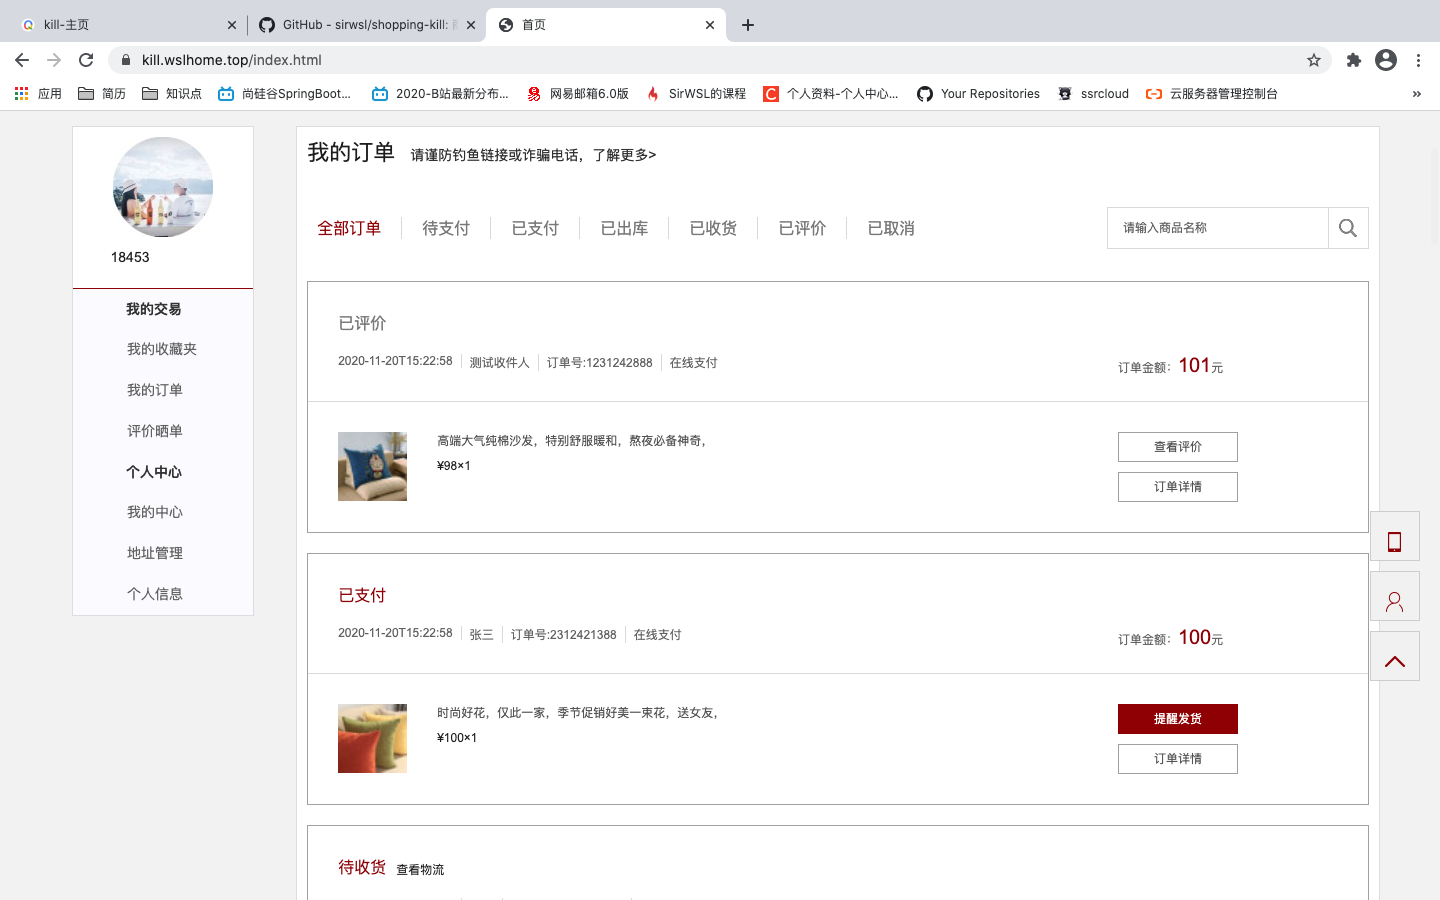 kill-主页
GitHub - sirwsl/shopping-kill:
首页
kill.wslhome.top/index.html
应用
简历
知识点
尚硅谷SpringBoot...
2020-B站最新分布...
网易邮箱6.0版
SirWSL的课程
个人资料-个人中心...
Your Repositories
ssrcloud
云服务器管理控制台
»
18453
我的交易
我的收藏夹
我的订单
评价晒单
个人中心
我的中心
地址管理
个人信息
我的订单 请谨防钓鱼链接或诈骗电话，了解更多>
全部订单 待支付 已支付 已出库 已收货 已评价 已取消
请输入商品名称
已评价
2020-11-20T15:22:58 测试收件人 订单号:1231242888 在线支付
订单金额：101元
高端大气纯棉沙发，特别舒服暖和，熬夜必备神奇，
¥98×1
查看评价
订单详情
已支付
2020-11-20T15:22:58 张三 订单号:2312421388 在线支付
订单金额：100元
时尚好花，仅此一家，季节促销好美一束花，送女友，
¥100×1
提醒发货
订单详情
待收货 查看物流